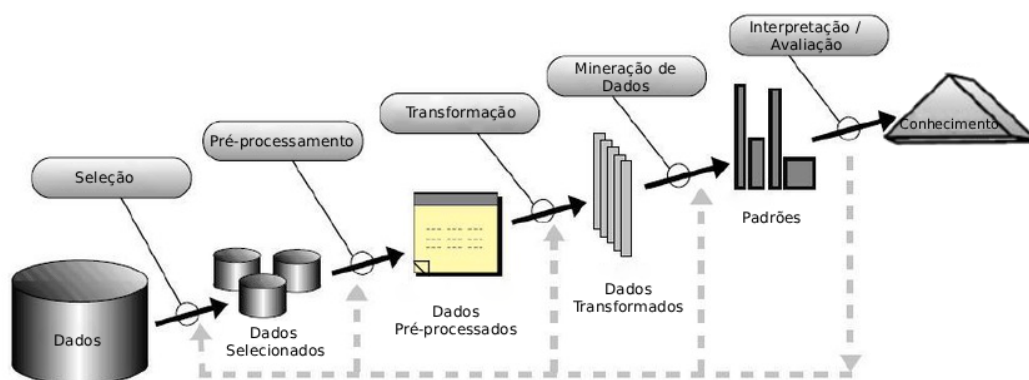 Interpretação /
Avaliação
Mineração de
Dados
Transformação
Pré-processamento
Seleção
Conhecimento
Padrões
Dados
Transformados
Dados
Pré-processados
Dados
Selecionados
Dados